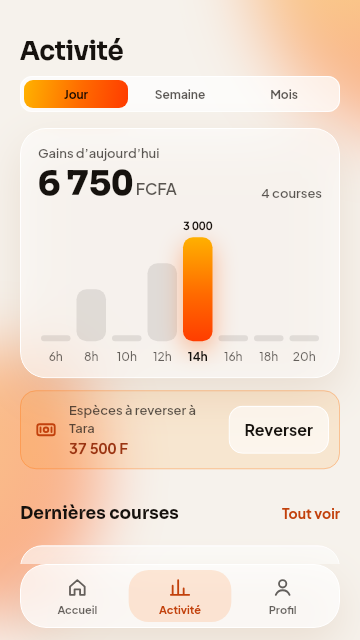 Activité
Jour Semaine Mois
Gains d'aujourd'hui
6 750 FCFA
4 courses
3 000
6h 8h 10h 12h 14h 16h 18h 20h
Espèces à reverser à
Tara
37 500 F
Reverser
Dernières courses Tout voir
Accueil Activité Profil